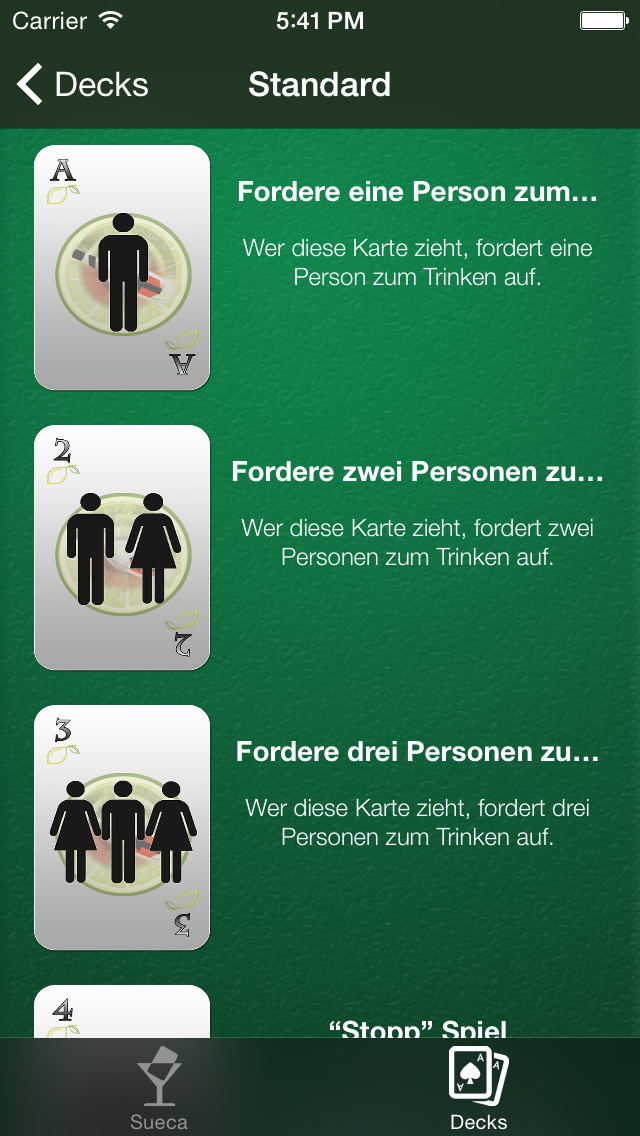 Carrier 5:41 PM
Decks Standard
A
Fordere eine Person zum...
Wer diese Karte zieht, fordert eine
Person zum Trinken auf.
A
2
Fordere zwei Personen zu...
Wer diese Karte zieht, fordert zwei
Personen zum Trinken auf.
2
3
Fordere drei Personen zu...
Wer diese Karte zieht, fordert drei
Personen zum Trinken auf.
3
4
“Stopp” Spiel
A
A
A
Sueca Decks